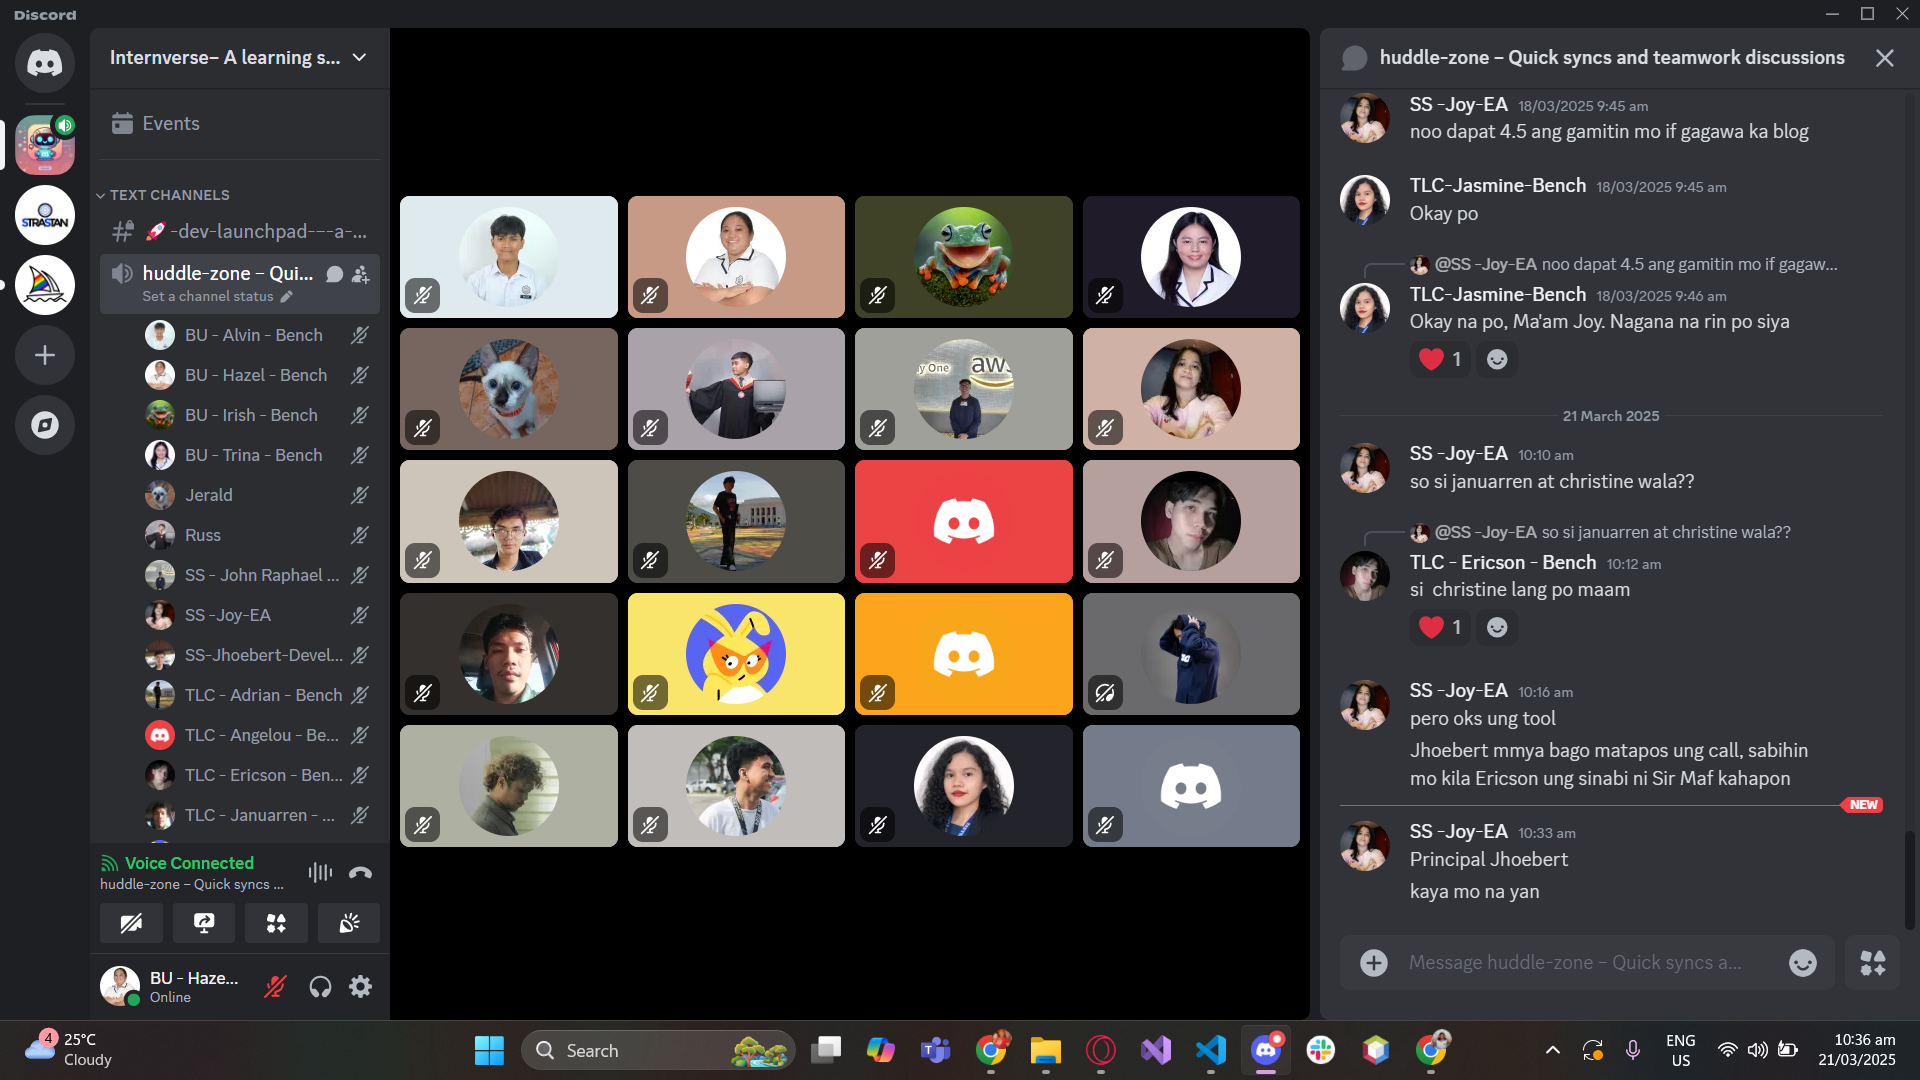 Discord
Internverse– A learning s...
Events
TEXT CHANNELS
-dev-launchpad---a-...
huddle-zone – Qui...
Set a channel status
BU - Alvin - Bench
BU - Hazel - Bench
BU - Irish - Bench
BU - Trina - Bench
Jerald
Russ
SS - John Raphael ...
SS -Joy-EA
SS-Jhoebert-Devel...
TLC - Adrian - Bench
TLC - Angelou - Be...
TLC - Ericson - Ben...
TLC - Januarren - ...
Voice Connected
huddle-zone – Quick syncs ...
BU - Haze...
Online
STRASTAN
y One
aws
huddle-zone – Quick syncs and teamwork discussions
SS -Joy-EA 18/03/2025 9:45 am
noo dapat 4.5 ang gamitin mo if gagawa ka blog
TLC-Jasmine-Bench 18/03/2025 9:45 am
Okay po
@SS -Joy-EA noo dapat 4.5 ang gamitin mo if gagaw...
TLC-Jasmine-Bench 18/03/2025 9:46 am
Okay na po, Ma'am Joy. Nagana na rin po siya
1
21 March 2025
SS -Joy-EA 10:10 am
so si januarren at christine wala??
@SS -Joy-EA so si januarren at christine wala??
TLC - Ericson - Bench 10:12 am
si christine lang po maam
1
SS -Joy-EA 10:16 am
pero oks ung tool
Jhoebert mmya bago matapos ung call, sabihin
mo kila Ericson ung sinabi ni Sir Maf kahapon
NEW
SS -Joy-EA 10:33 am
Principal Jhoebert
kaya mo na yan
Message huddle-zone – Quick syncs a...
4
25°C
Cloudy
Search
ENG
US
10:36 am
21/03/2025